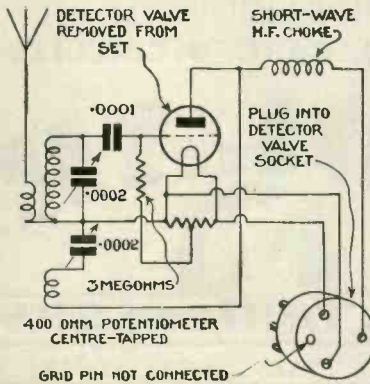 DETECTOR VALVE
REMOVED FROM
SET
SHORT-WAVE
H.F. CHOKE
.0001
PLUG INTO
DETECTOR
VALVE
SOCKET
.0002
.0002
3 MEGOHMS
400 OHM POTENTIOMETER
CENTRE-TAPPED
GRID PIN NOT CONNECTED